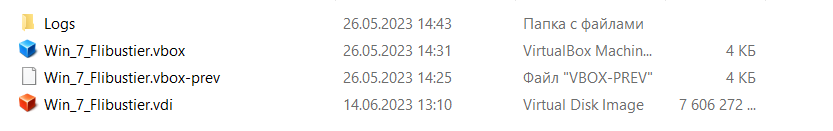 Logs 26.05.2023 14:43 Папка с файлами
Win_7_Flibustier.vbox 26.05.2023 14:31 VirtualBox Machin... 4 КБ
Win_7_Flibustier.vbox-prev 26.05.2023 14:25 Файл "VBOX-PREV" 4 КБ
Win_7_Flibustier.vdi 14.06.2023 13:10 Virtual Disk Image 7 606 272 ...